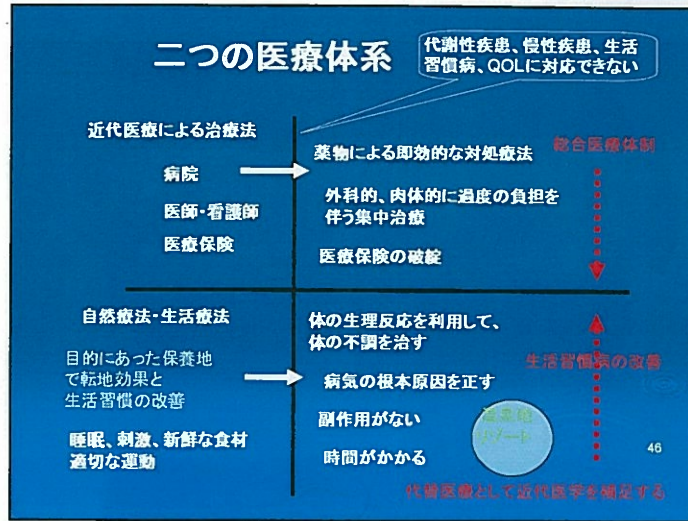 二つの医療体系
代謝性疾患、慢性疾患、生活
習慣病、QOLに対応できない
近代医療による治療法
病院
医師・看護師
医療保険
薬物による即効的な対処療法
外科的、肉体的に過度の負担を
伴う集中治療
医療保険の破綻
総合医療体制
自然療法・生活療法
目的にあった保養地
で転地効果と
生活習慣の改善
睡眠、刺激、新鮮な食材
適切な運動
体の生理反応を利用して、
体の不調を治す
病気の根本原因を正す
副作用がない
時間がかかる
生活習慣病の改善
リゾート
代替医療として近代医学を補足する
46